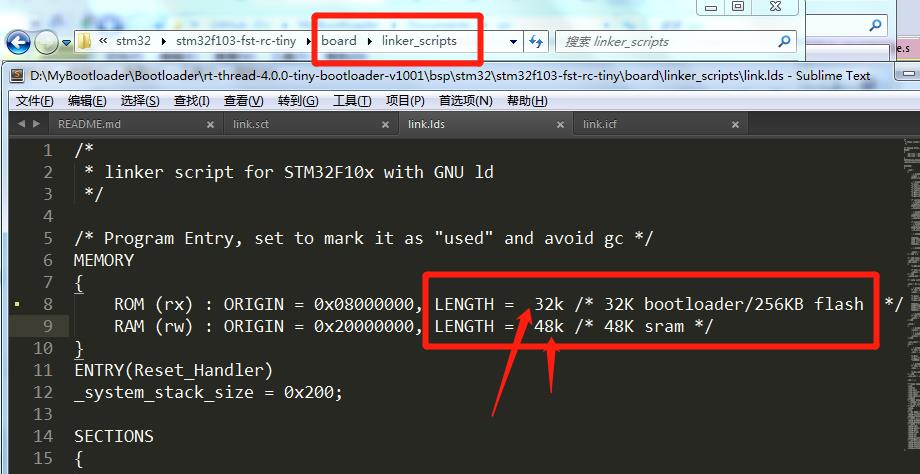 « stm32 ▸ stm32f103-fst-rc-tiny ▸ board ▸ linker_scripts
搜索 linker_scripts
e.s
D:\MyBootloader\Bootloader\rt-thread-4.0.0-tiny-bootloader-v1001\bsp\stm32\stm32f103-fst-rc-tiny\board\linker_scripts\link.lds - Sublime Text
文件(F) 编辑(E) 选择(S) 查找(I) 查看(V) 转到(G) 工具(T) 项目(P) 首选项(N) 帮助(H)
README.md × link.sct × link.lds × link.icf ×
1 /*
2 * linker script for STM32F10x with GNU ld
3 */
4
5 /* Program Entry, set to mark it as "used" and avoid gc */
6 MEMORY
7 {
8 ROM (rx) : ORIGIN = 0x08000000, LENGTH = 32k /* 32K bootloader/256KB flash */
9 RAM (rw) : ORIGIN = 0x20000000, LENGTH = 48k /* 48K sram */
10 }
11 ENTRY(Reset_Handler)
12 _system_stack_size = 0x200;
13
14 SECTIONS
15 {